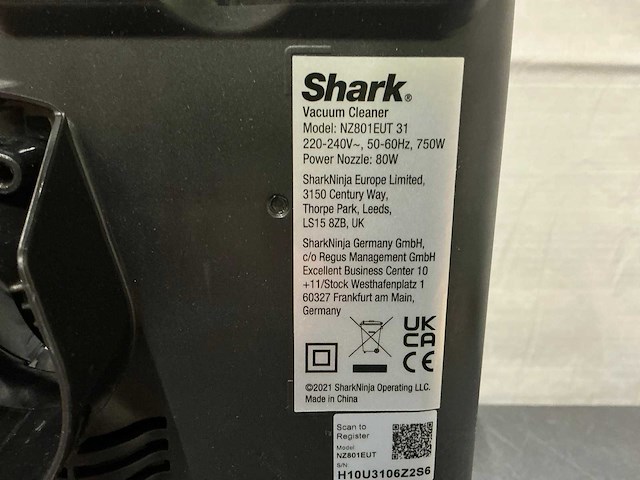 Shark®
Vacuum Cleaner
Model: NZ801EUT 31
220-240V~, 50-60Hz, 750W
Power Nozzle: 80W
SharkNinja Europe Limited,
3150 Century Way,
Thorpe Park, Leeds,
LS15 8ZB, UK
SharkNinja Germany GmbH,
c/o Regus Management GmbH
Excellent Business Center 10
+11/Stock Westhafenplatz 1
60327 Frankfurt am Main,
Germany
UK
CA
CE
©2021 SharkNinja Operating LLC.
Made in China
Scan to
Register
Model:
NZ801EUT
S/N:
H10U3106Z2S6